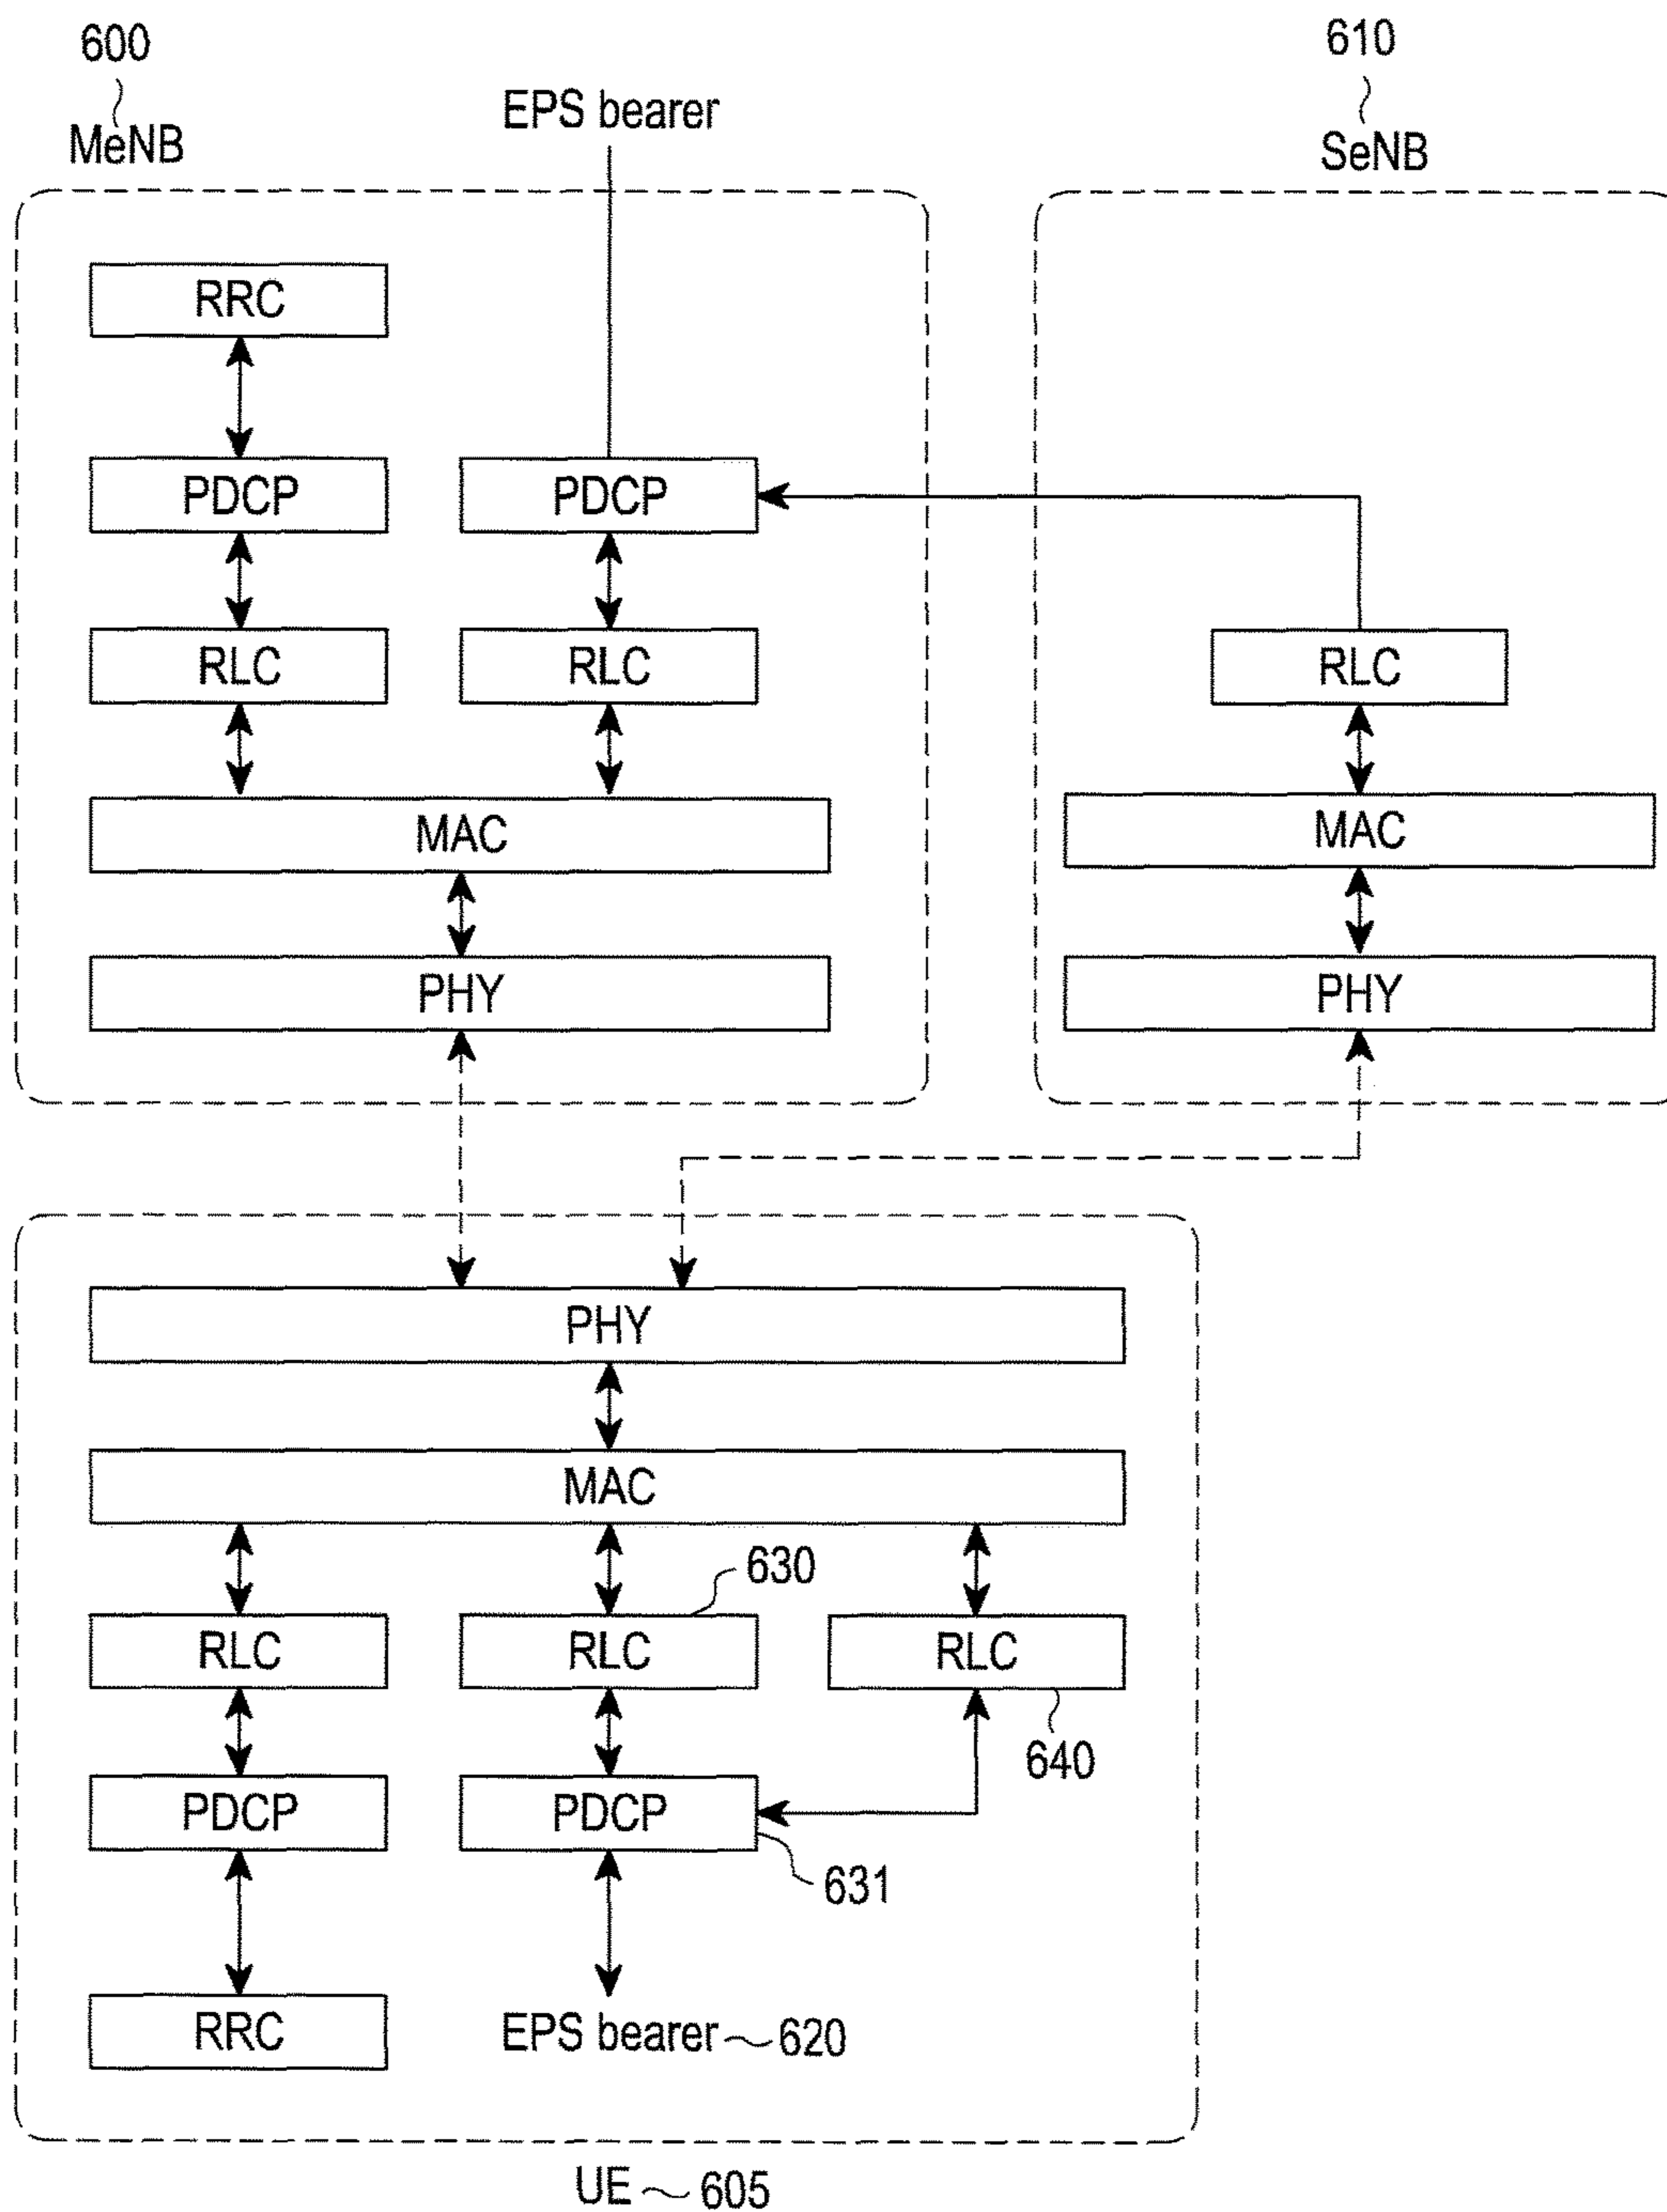 600
MeNB
EPS bearer
610
SeNB
RRC
PDCP
PDCP
RLC
RLC
RLC
MAC
MAC
PHY
PHY
PHY
MAC
630
RLC
RLC
RLC
640
PDCP
PDCP
631
RRC
EPS bearer 620
UE 605